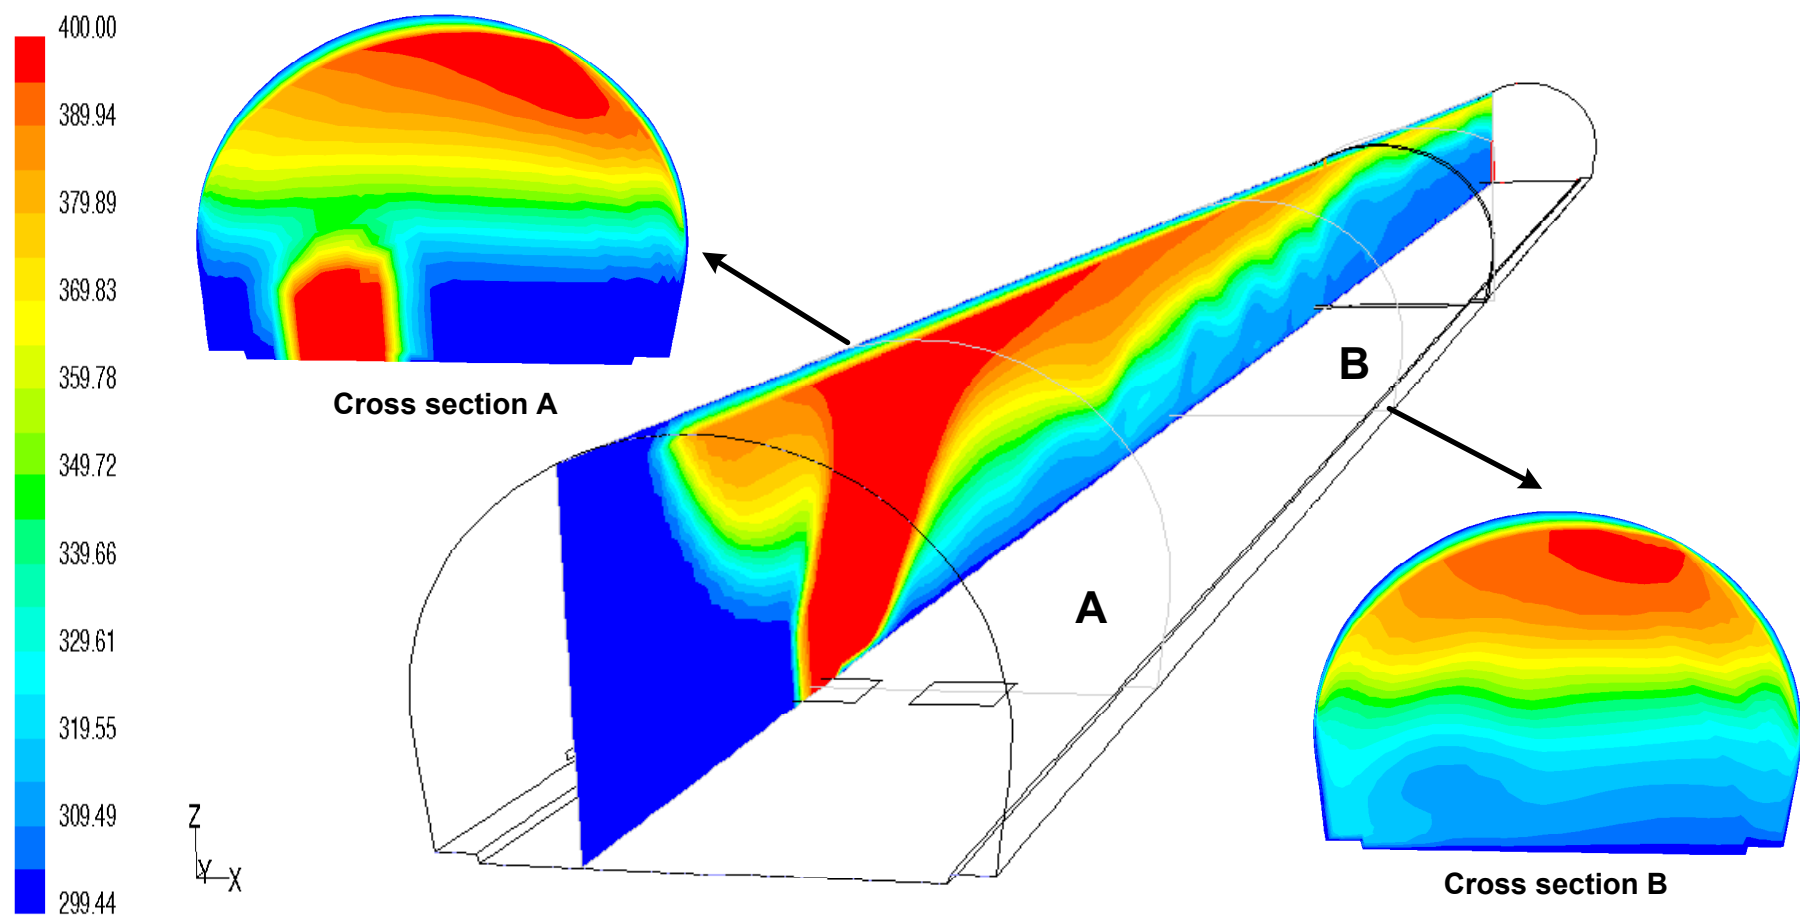 400.00
389.94
379.89
369.83
359.78
349.72
339.66
329.61
319.55
309.49
299.44
Cross section A
B
A
Z
Y
X
Cross section B